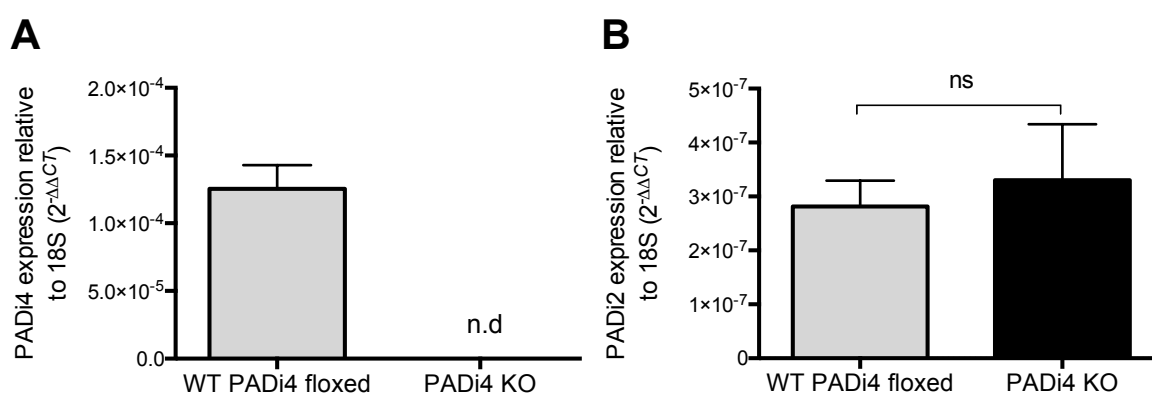 A
PADi4 expression relative
to 18S (2-ΔΔCT)
2.0×10-4
1.5×10-4
1.0×10-4
5.0×10-5
0.0
n.d
WT PADi4 floxed
PADi4 KO
B
PADi2 expression relative
to 18S (2-ΔΔCT)
5×10-7
4×10-7
3×10-7
2×10-7
1×10-7
0
ns
WT PADi4 floxed
PADi4 KO